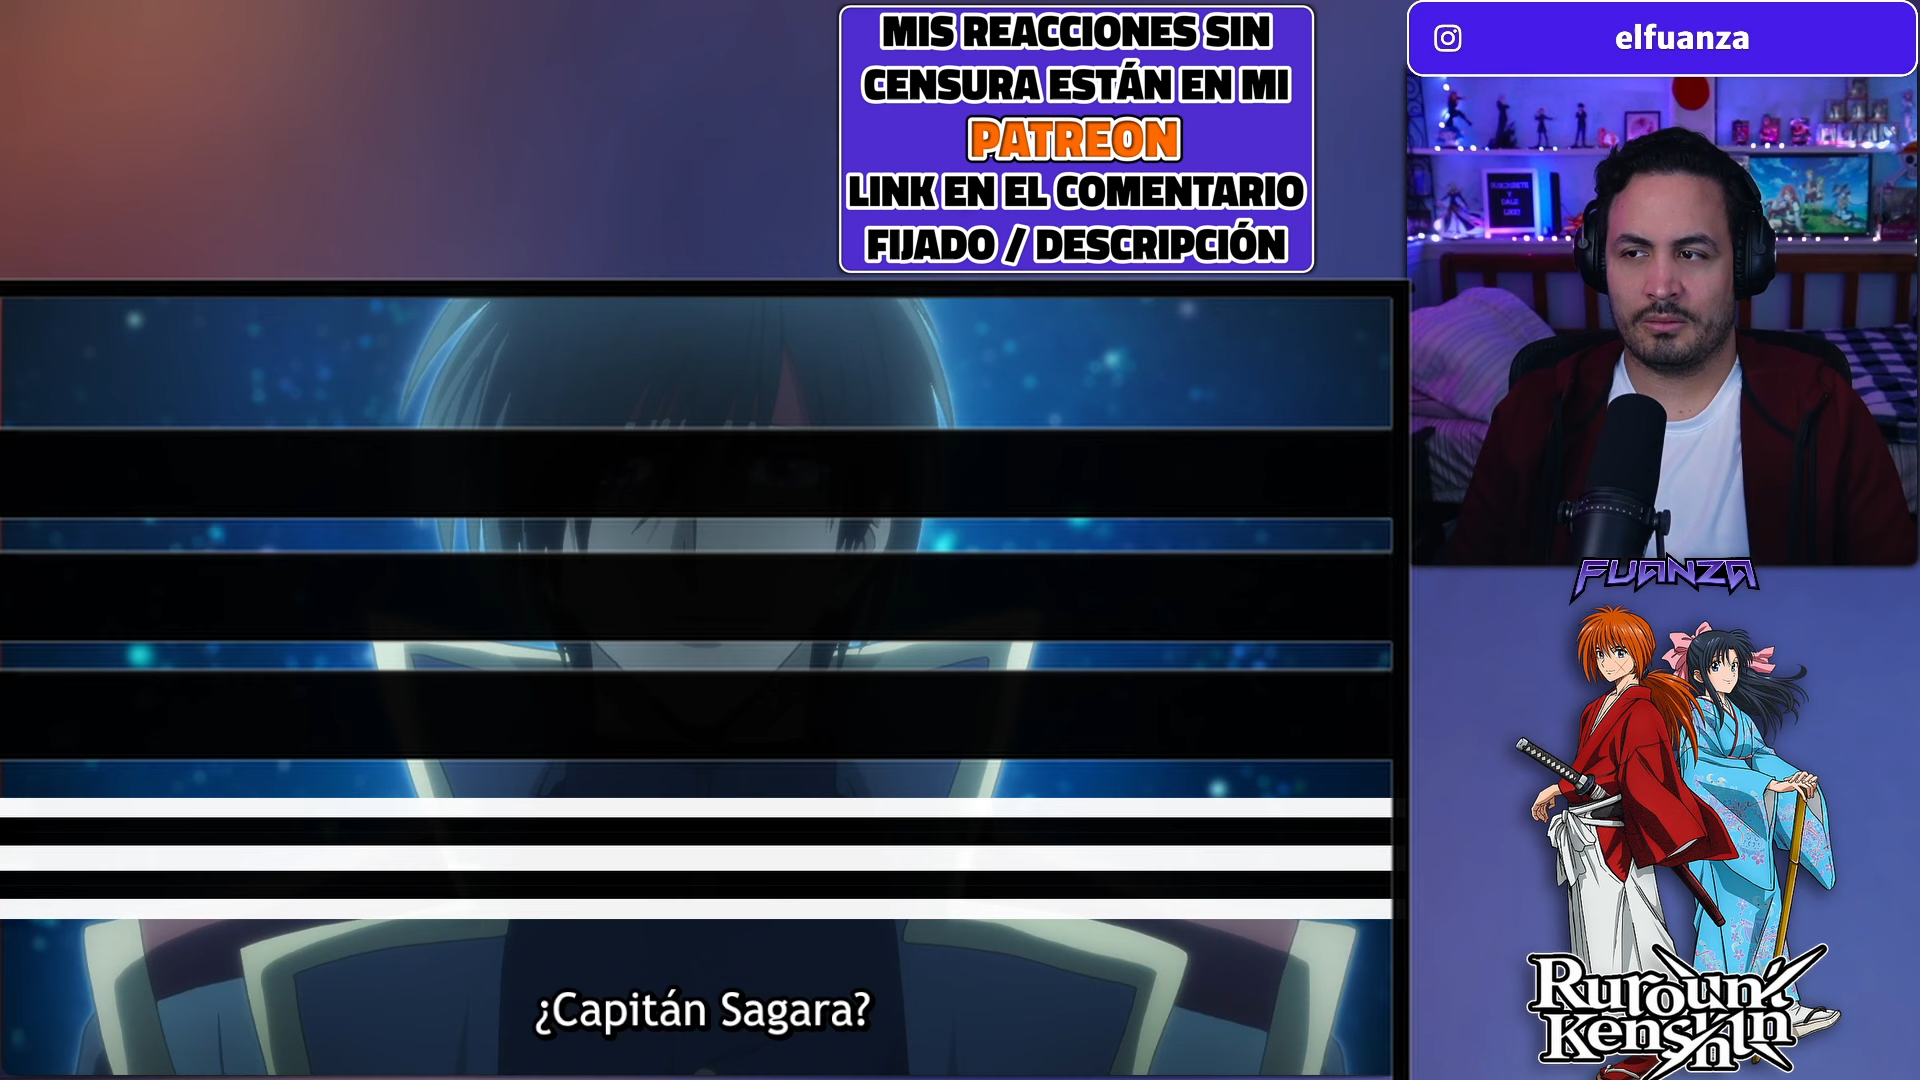 MIS REACCIONES SIN
CENSURA ESTÁN EN MI
PATREON
LINK EN EL COMENTARIO
FIJADO / DESCRIPCIÓN
elfuanza
FUANZA
¿Capitán Sagara?
Rurouni
Kenshin